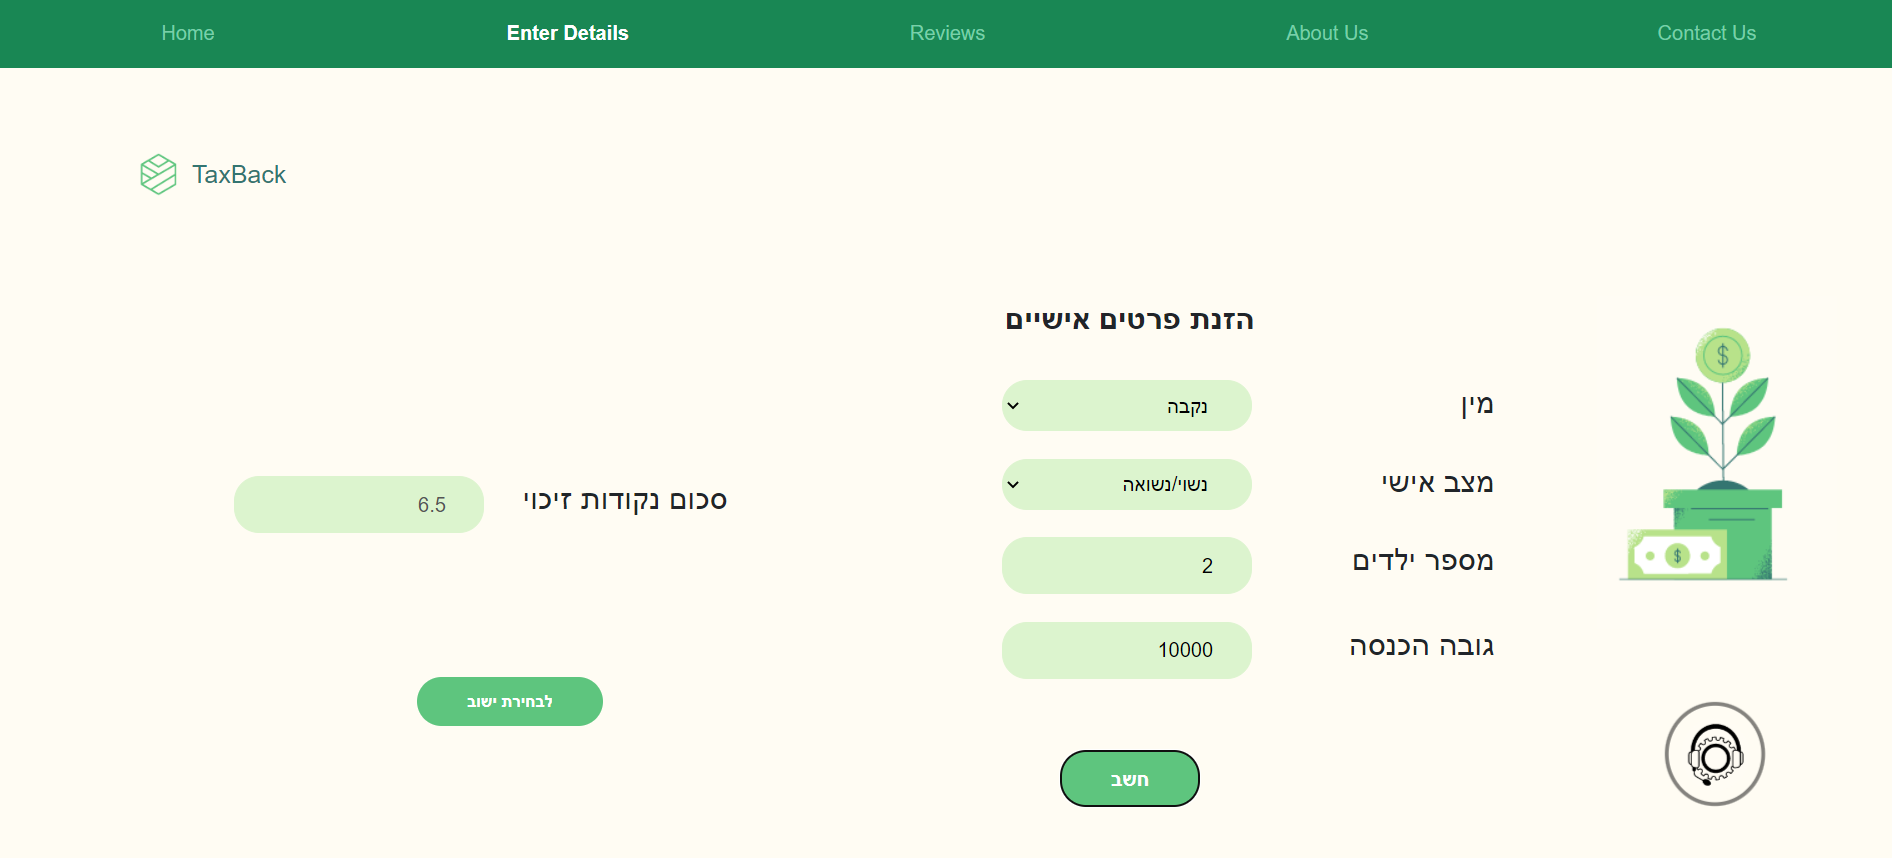 Home Enter Details Reviews About Us Contact Us
TaxBack
הזנת פרטים אישיים
מין נקבה
מצב אישי נשוי/נשואה
מספר ילדים 2
גובה הכנסה 10000
חשב
סכום נקודות זיכוי 6.5
לבחירת ישוב